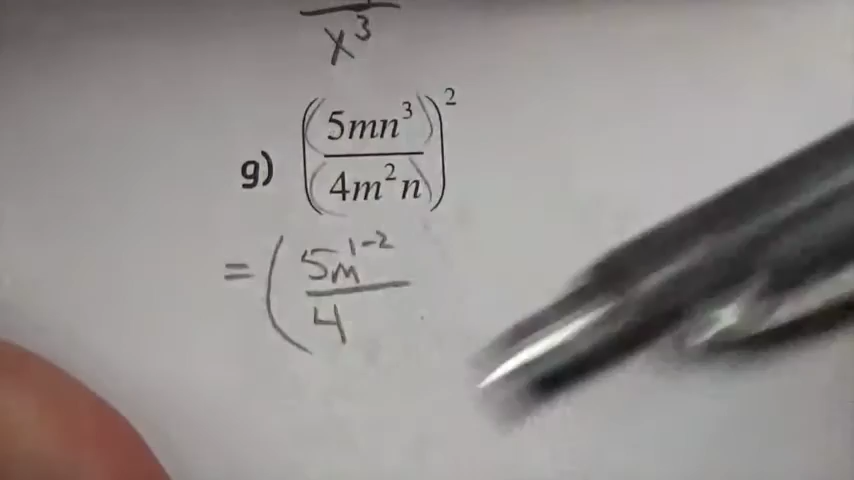 x³
g) ((5mn³)/(4m²n))²
= (5m¹⁻²/4